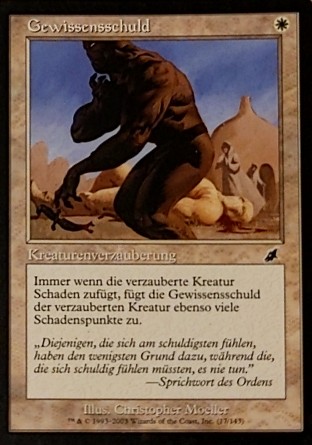 Gewissensschuld
Kreaturenverzauberung
Immer wenn die verzauberte Kreatur
Schaden zufügt, fügt die Gewissensschuld
der verzauberten Kreatur ebenso viele
Schadenspunkte zu.
„Diejenigen, die sich am schuldigsten fühlen,
haben den wenigsten Grund dazu, während die,
die sich schuldig fühlen müssten, es nie tun.“
—Sprichwort des Ordens
Illus. Christopher Moeller
™ & © 1993-2003 Wizards of the Coast, Inc. 17/143